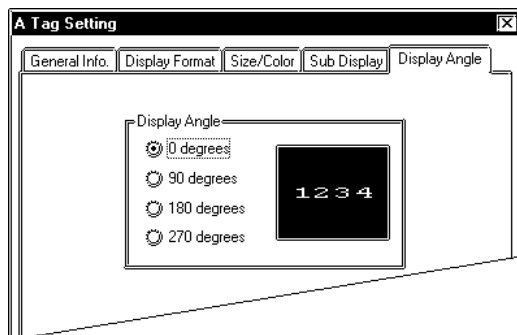 A Tag Setting
General Info. Display Format Size/Color Sub Display Display Angle
Display Angle
0 degrees
90 degrees
1234
180 degrees
270 degrees